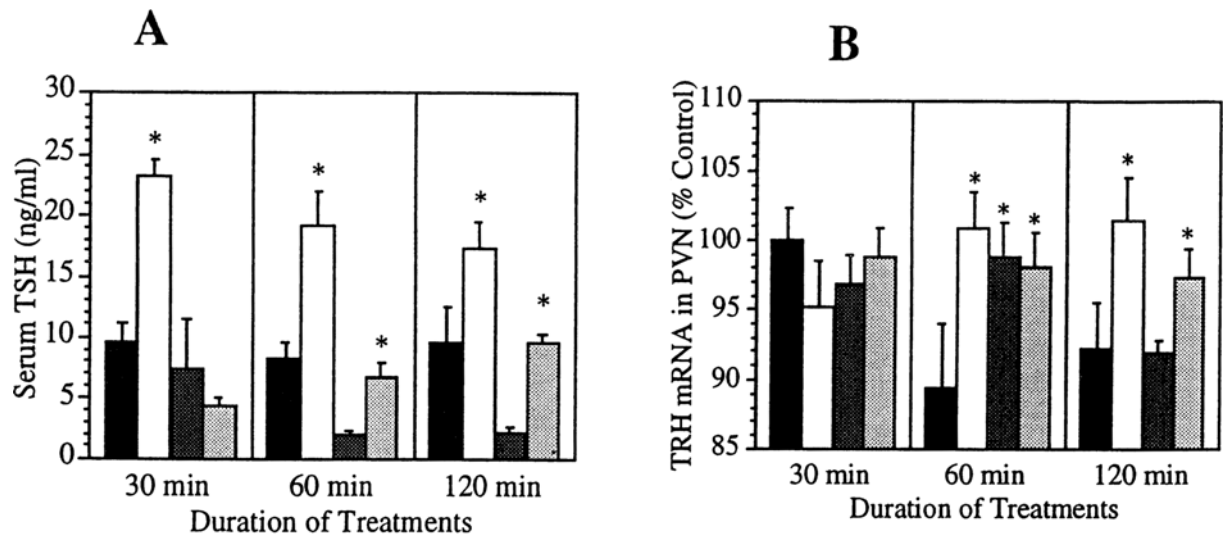 A
B
Serum TSH (ng/ml)
30
25
20
15
10
5
0
*
*
*
*
*
30 min
60 min
120 min
Duration of Treatments
TRH mRNA in PVN (% Control)
110
105
100
95
90
85
*
*
*
*
*
30 min
60 min
120 min
Duration of Treatments